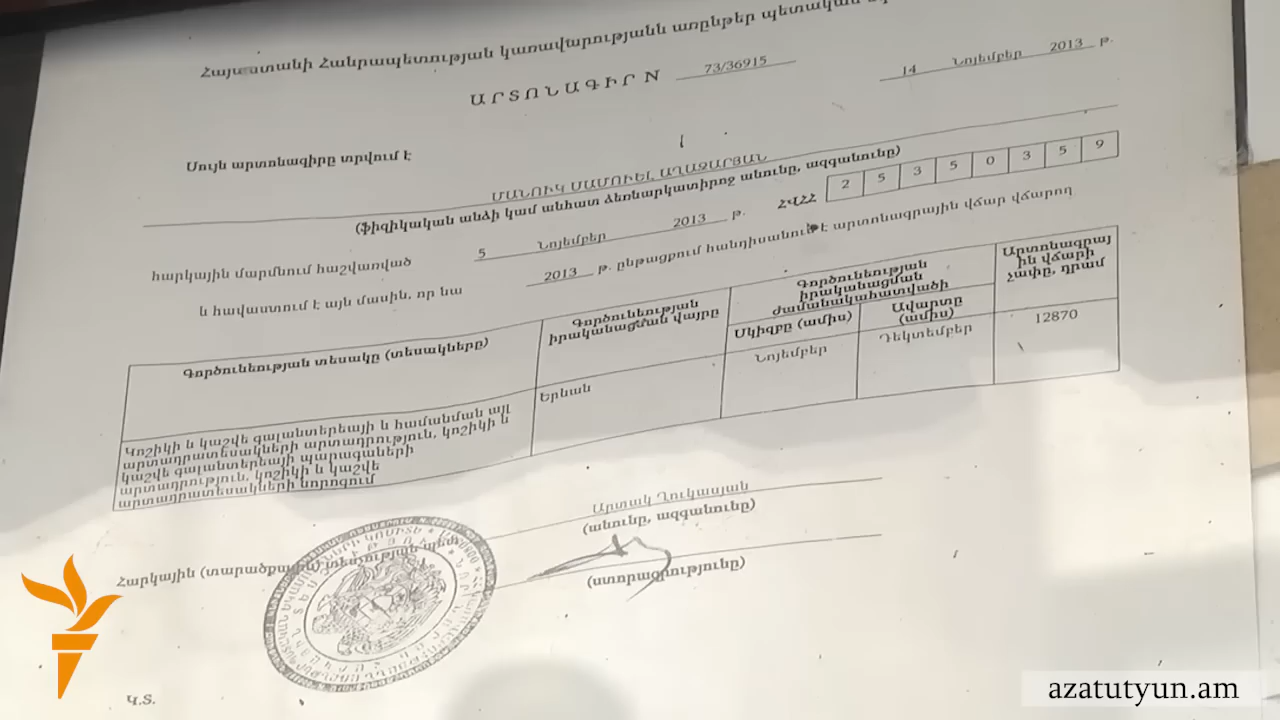 Հայաստանի Հանրապետության կառավարությանն առընթեր պետական
ԱՐՏՈՆԱԳԻՐ N 73/36915
14 Նոյեմբեր 2013 թ.
Սույն արտոնագիրը տրվում է
ՄԱՆՈՒԿ ՍԱՄՈՒԵԼ ԱՂԱՋԱՐՅԱՆ
(ֆիզիկական անձի կամ անհատ ձեռնարկատիրոջ անունը, ազգանունը)
հարկային մարմնում հաշվառված 5 Նոյեմբեր 2013 թ. ՀՎՀՀ 2 5 3 5 0 3 5 9
և հավաստում է այն մասին, որ նա 2013 թ. ընթացքում հանդիսանում է արտոնագրային վճար վճարող
Գործունեության տեսակը (տեսակները)
Գործունեության
իրականացման վայրը
Գործունեության
իրականացման
ժամանակահատվածի
Սկիզբը (ամիս)
Ավարտը
(ամիս)
Արտոնագրայ
ին վճարի
չափը, դրամ
Կոշիկի և կաշվե գալանտերեայի և համանման այլ
արտադրատեսակների արտադրություն, կոշիկի և
կաշվե գալանտերեայի պարագաների
արտադրություն, կոշիկի և կաշվե
արտադրատեսակների նորոգում
Երևան
Նոյեմբեր
Դեկտեմբեր
12870
Արտակ Ղուկասյան
(անունը, ազգանունը)
Հարկային (տարածքային) տեսչության պետ
(ստորագրությունը)
Կ.Տ.
azatutyun.am